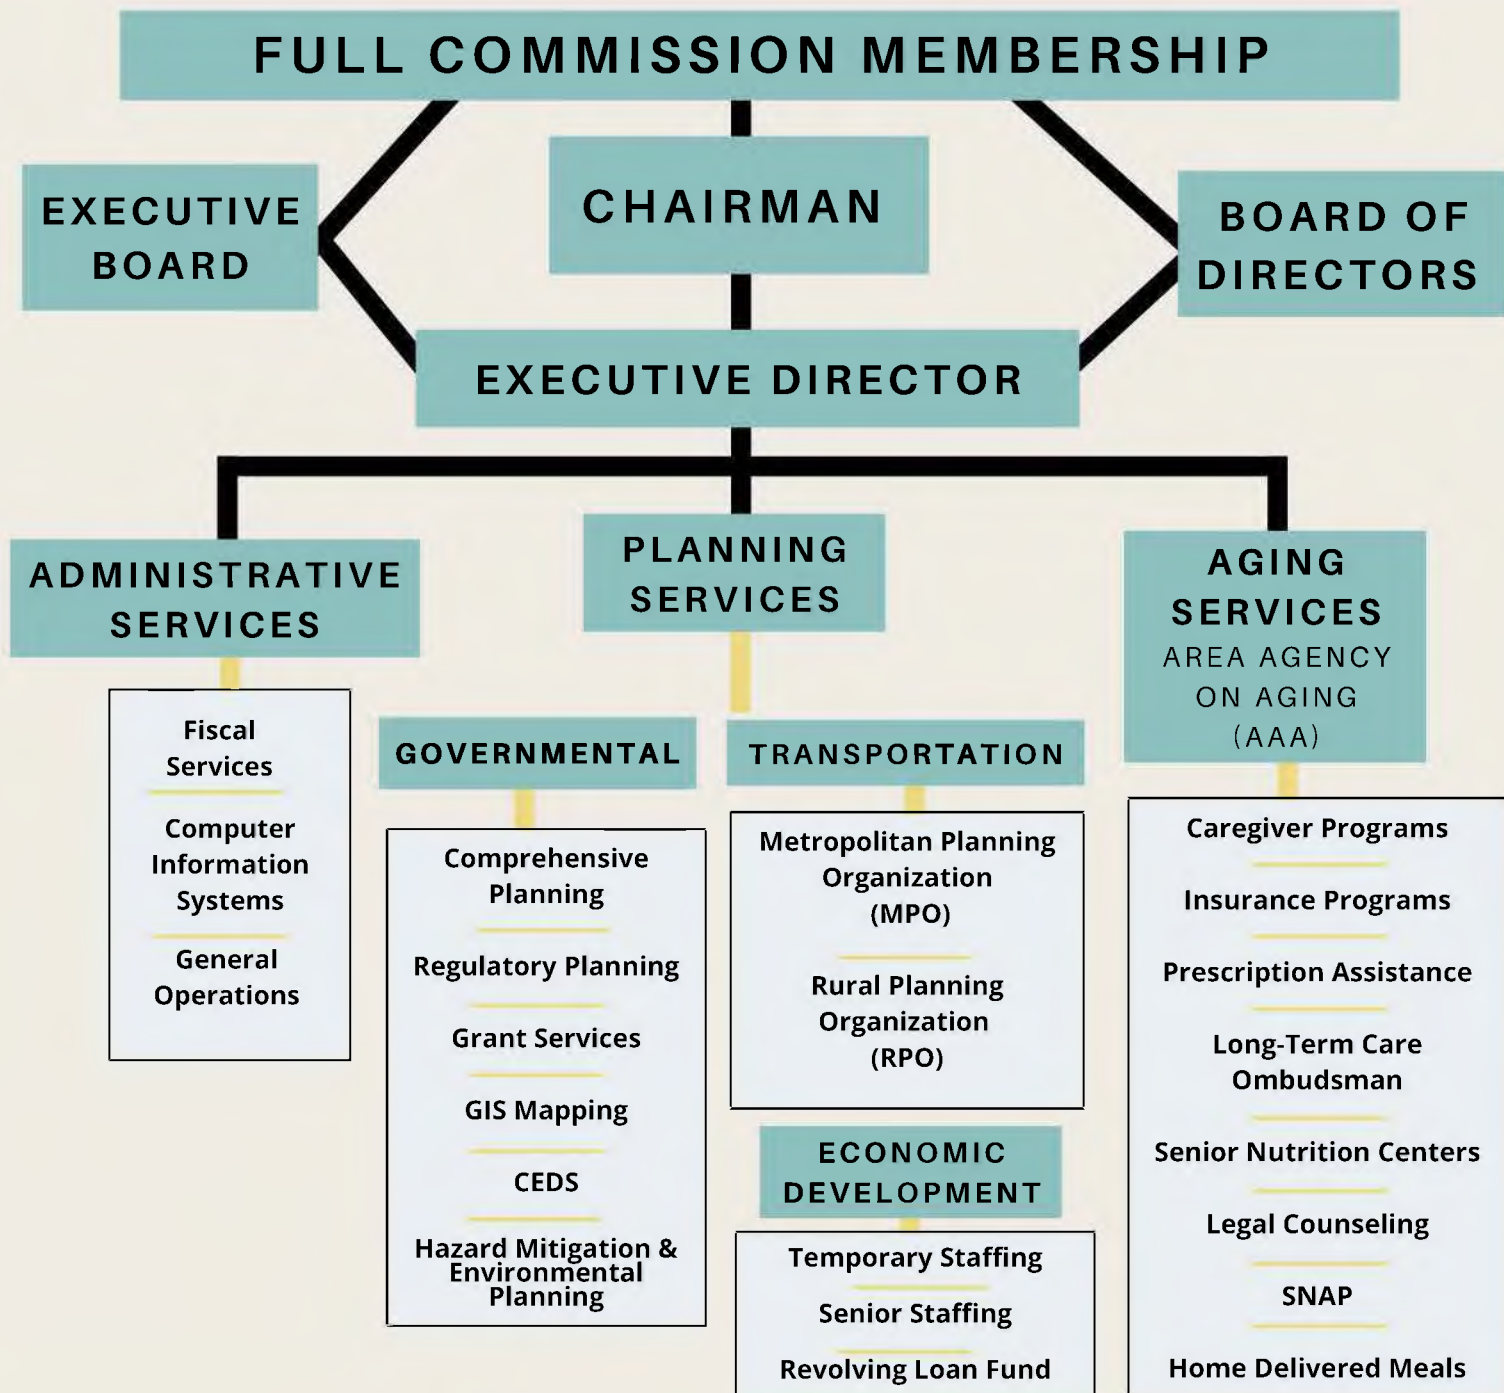 FULL COMMISSION MEMBERSHIP
EXECUTIVE
BOARD
CHAIRMAN
BOARD OF
DIRECTORS
EXECUTIVE DIRECTOR
ADMINISTRATIVE
SERVICES
Fiscal
Services
Computer
Information
Systems
General
Operations
PLANNING
SERVICES
GOVERNMENTAL
Comprehensive
Planning
Regulatory Planning
Grant Services
GIS Mapping
CEDS
Hazard Mitigation &
Environmental
Planning
TRANSPORTATION
Metropolitan Planning
Organization
(MPO)
Rural Planning
Organization
(RPO)
ECONOMIC
DEVELOPMENT
Temporary Staffing
Senior Staffing
Revolving Loan Fund
AGING
SERVICES
AREA AGENCY
ON AGING
(AAA)
Caregiver Programs
Insurance Programs
Prescription Assistance
Long-Term Care
Ombudsman
Senior Nutrition Centers
Legal Counseling
SNAP
Home Delivered Meals